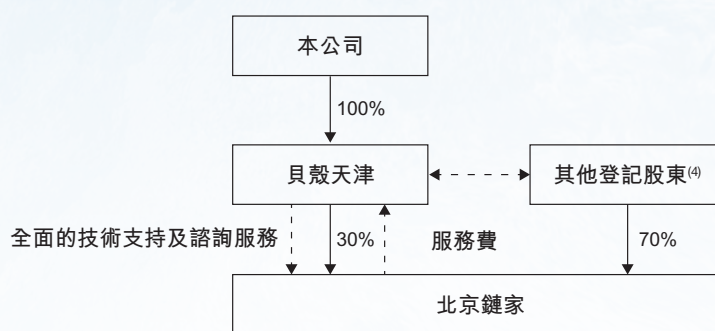 本公司
100%
貝殼天津
其他登記股東(4)
全面的技術支持及諮詢服務
30%
服務費
70%
北京鏈家